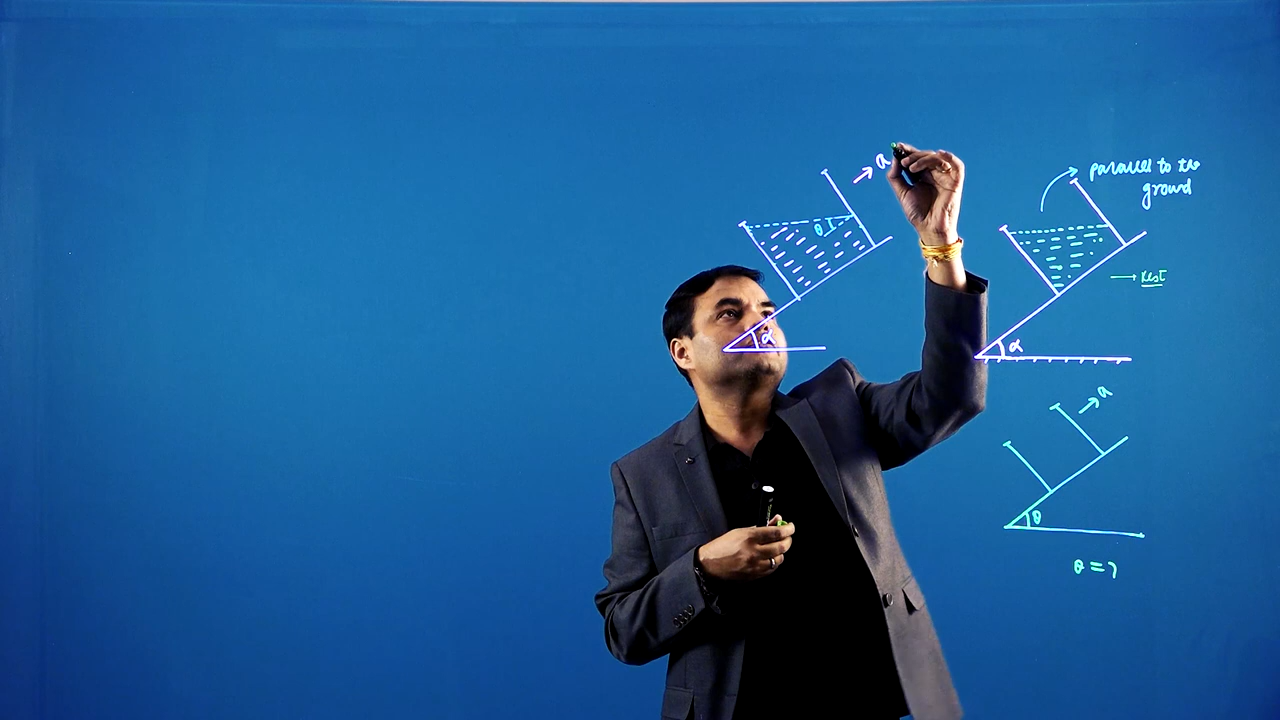 → a
θ
α
parallel to the
ground
→ Rest
α
→ a
θ
θ = ?